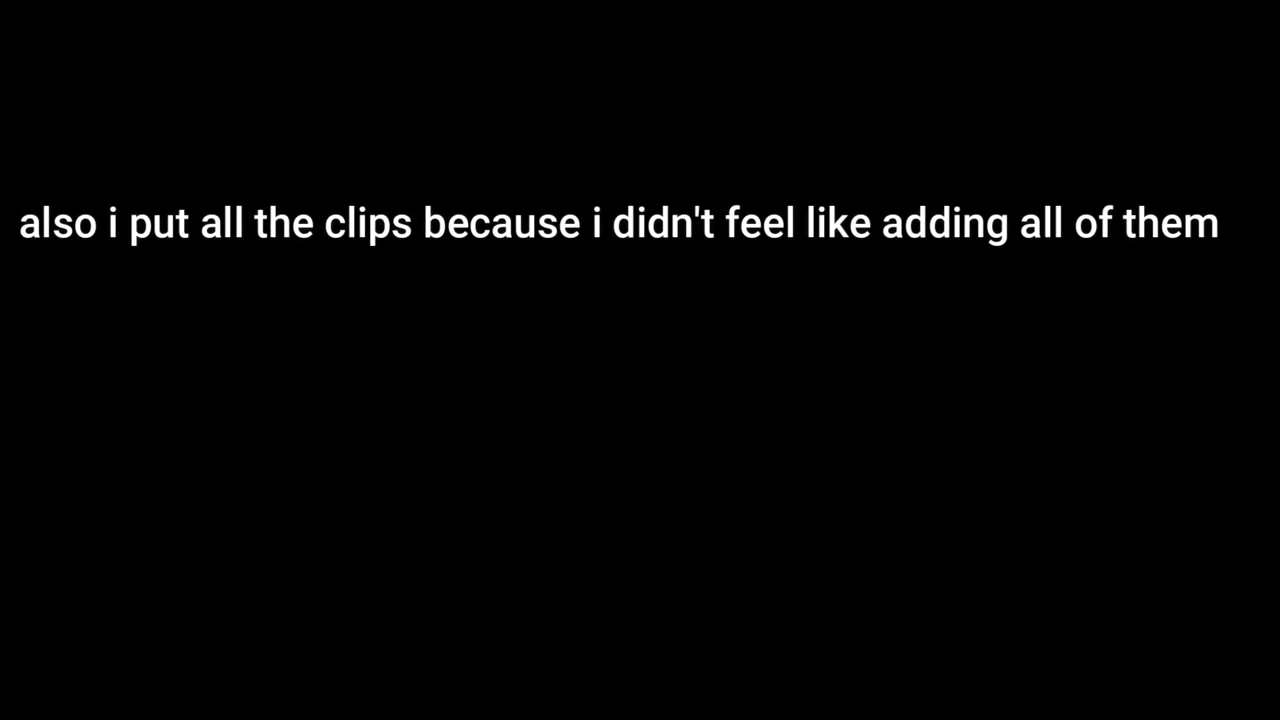 also i put all the clips because i didn't feel like adding all of them